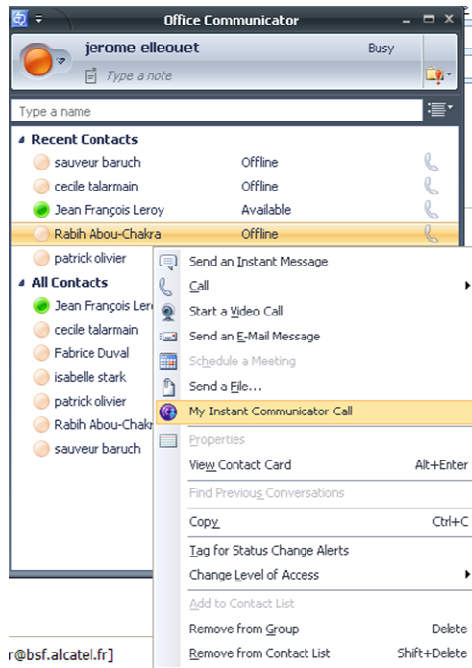 Office Communicator
jerome elleouet Busy
Type a note
Type a name
Recent Contacts
sauveur baruch Offline
cecile talarmain Offline
Jean François Leroy Available
Rabih Abou-Chakra Offline
patrick olivier
All Contacts
Jean François Ler
cecile talarmain
Fabrice Duval
isabelle stark
patrick olivier
Rabih Abou-Chakr
sauveur baruch
Send an Instant Message
Call
Start a Video Call
Send an E-Mail Message
Schedule a Meeting
Send a File...
My Instant Communicator Call
Properties
View Contact Card Alt+Enter
Find Previous Conversations
Copy Ctrl+C
Tag for Status Change Alerts
Change Level of Access
Add to Contact List
Remove from Group Delete
Remove from Contact List Shift+Delete
r@bsf.alcatel.fr]